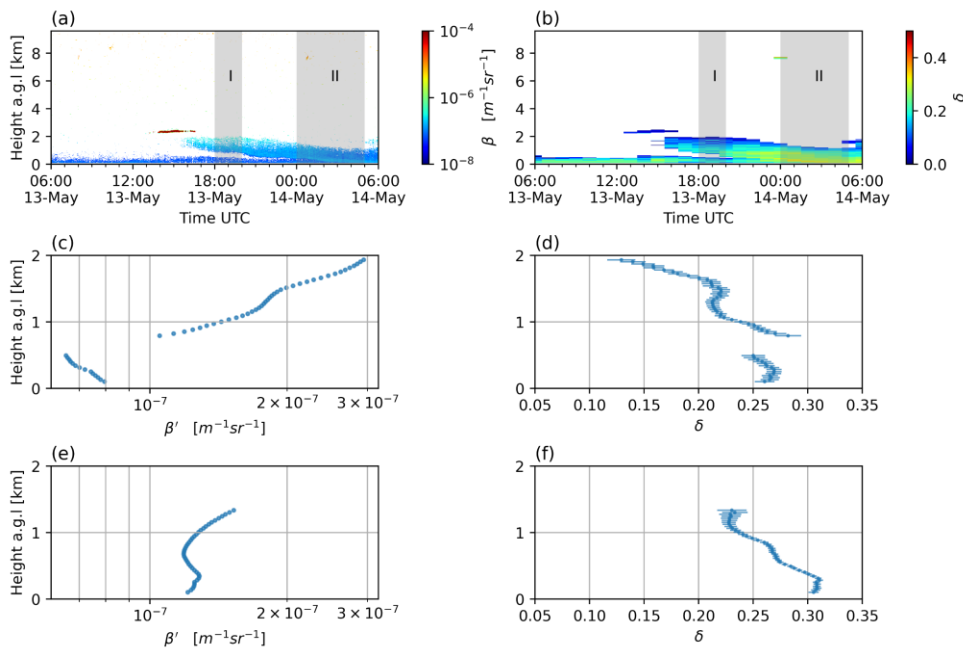 (a)
Height a.g.l [km]
8
6
4
2
0
I
II
06:00
13-May
12:00
13-May
18:00
13-May
00:00
14-May
06:00
14-May
Time UTC
10⁻⁴
10⁻⁶
10⁻⁸
β [m⁻¹sr⁻¹]
(b)
8
6
4
2
0
I
II
06:00
13-May
12:00
13-May
18:00
13-May
00:00
14-May
06:00
14-May
Time UTC
0.4
0.2
0.0
δ
(c)
Height a.g.l [km]
2
1
0
10⁻⁷
2 × 10⁻⁷
3 × 10⁻⁷
β′ [m⁻¹sr⁻¹]
(d)
2
1
0
0.05
0.10
0.15
0.20
0.25
0.30
0.35
δ
(e)
Height a.g.l [km]
2
1
0
10⁻⁷
2 × 10⁻⁷
3 × 10⁻⁷
β′ [m⁻¹sr⁻¹]
(f)
2
1
0
0.05
0.10
0.15
0.20
0.25
0.30
0.35
δ